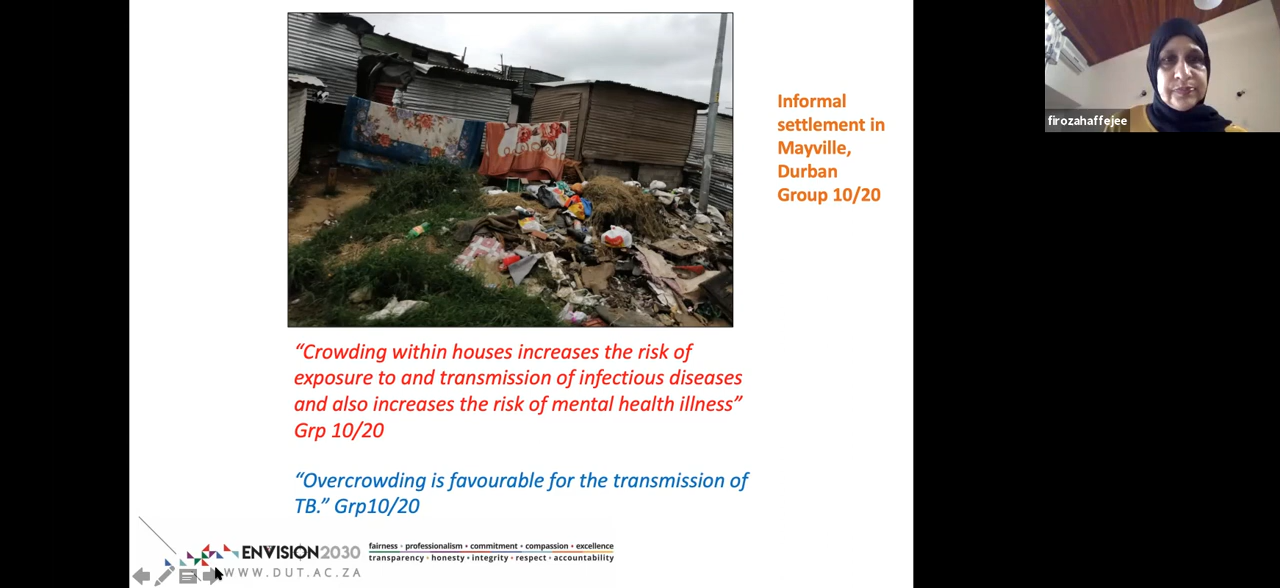 Informal
settlement in
Mayville,
Durban
Group 10/20
firozahaffejee
“Crowding within houses increases the risk of
exposure to and transmission of infectious diseases
and also increases the risk of mental health illness”
Grp 10/20
“Overcrowding is favourable for the transmission of
TB.” Grp10/20
ENVISION2030
fairness • professionalism • commitment • compassion • excellence
transparency • honesty • integrity • respect • accountability
WWW.DUT.AC.ZA